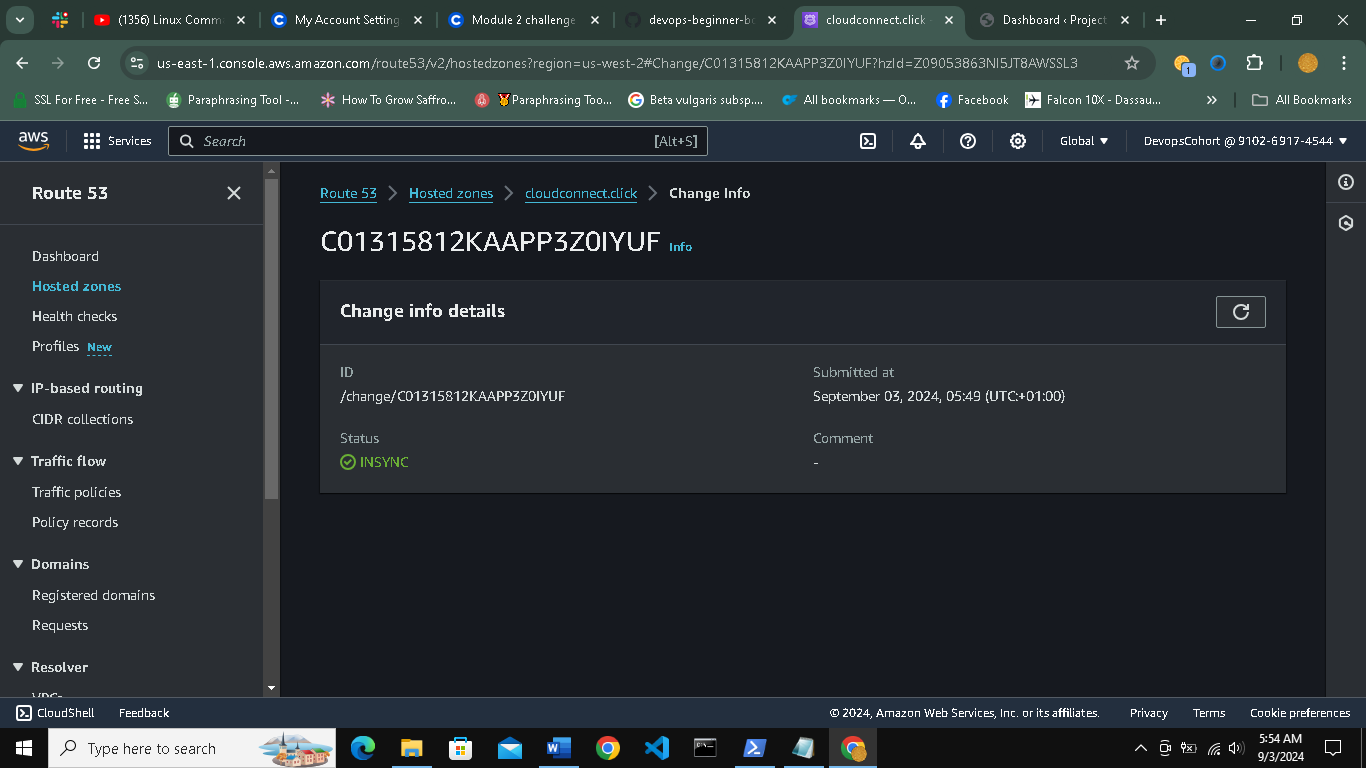 (1356) Linux Comm
My Account Setting
Module 2 challenge
devops-beginner-bo
cloudconnect.click -
Dashboard ‹ Project
us-east-1.console.aws.amazon.com/route53/v2/hostedzones?region=us-west-2#Change/C01315812KAAPP3Z0IYUF?hzId=Z09053863NI5JT8AWSSL3
1
SSL For Free - Free S...
Paraphrasing Tool -...
How To Grow Saffro...
Paraphrasing Too...
Beta vulgaris subsp....
All bookmarks — O...
Facebook
Falcon 10X - Dassau...
All Bookmarks
aws
Services
Search
[Alt+S]
Global
DevopsCohort @ 9102-6917-4544
Route 53
Dashboard
Hosted zones
Health checks
Profiles New
IP-based routing
CIDR collections
Traffic flow
Traffic policies
Policy records
Domains
Registered domains
Requests
Resolver
VPCs
Route 53
Hosted zones
cloudconnect.click
Change Info
C01315812KAAPP3Z0IYUF Info
Change info details
ID
/change/C01315812KAAPP3Z0IYUF
Submitted at
September 03, 2024, 05:49 (UTC:+01:00)
Status
INSYNC
Comment
-
CloudShell
Feedback
© 2024, Amazon Web Services, Inc. or its affiliates.
Privacy
Terms
Cookie preferences
Type here to search
5:54 AM
9/3/2024